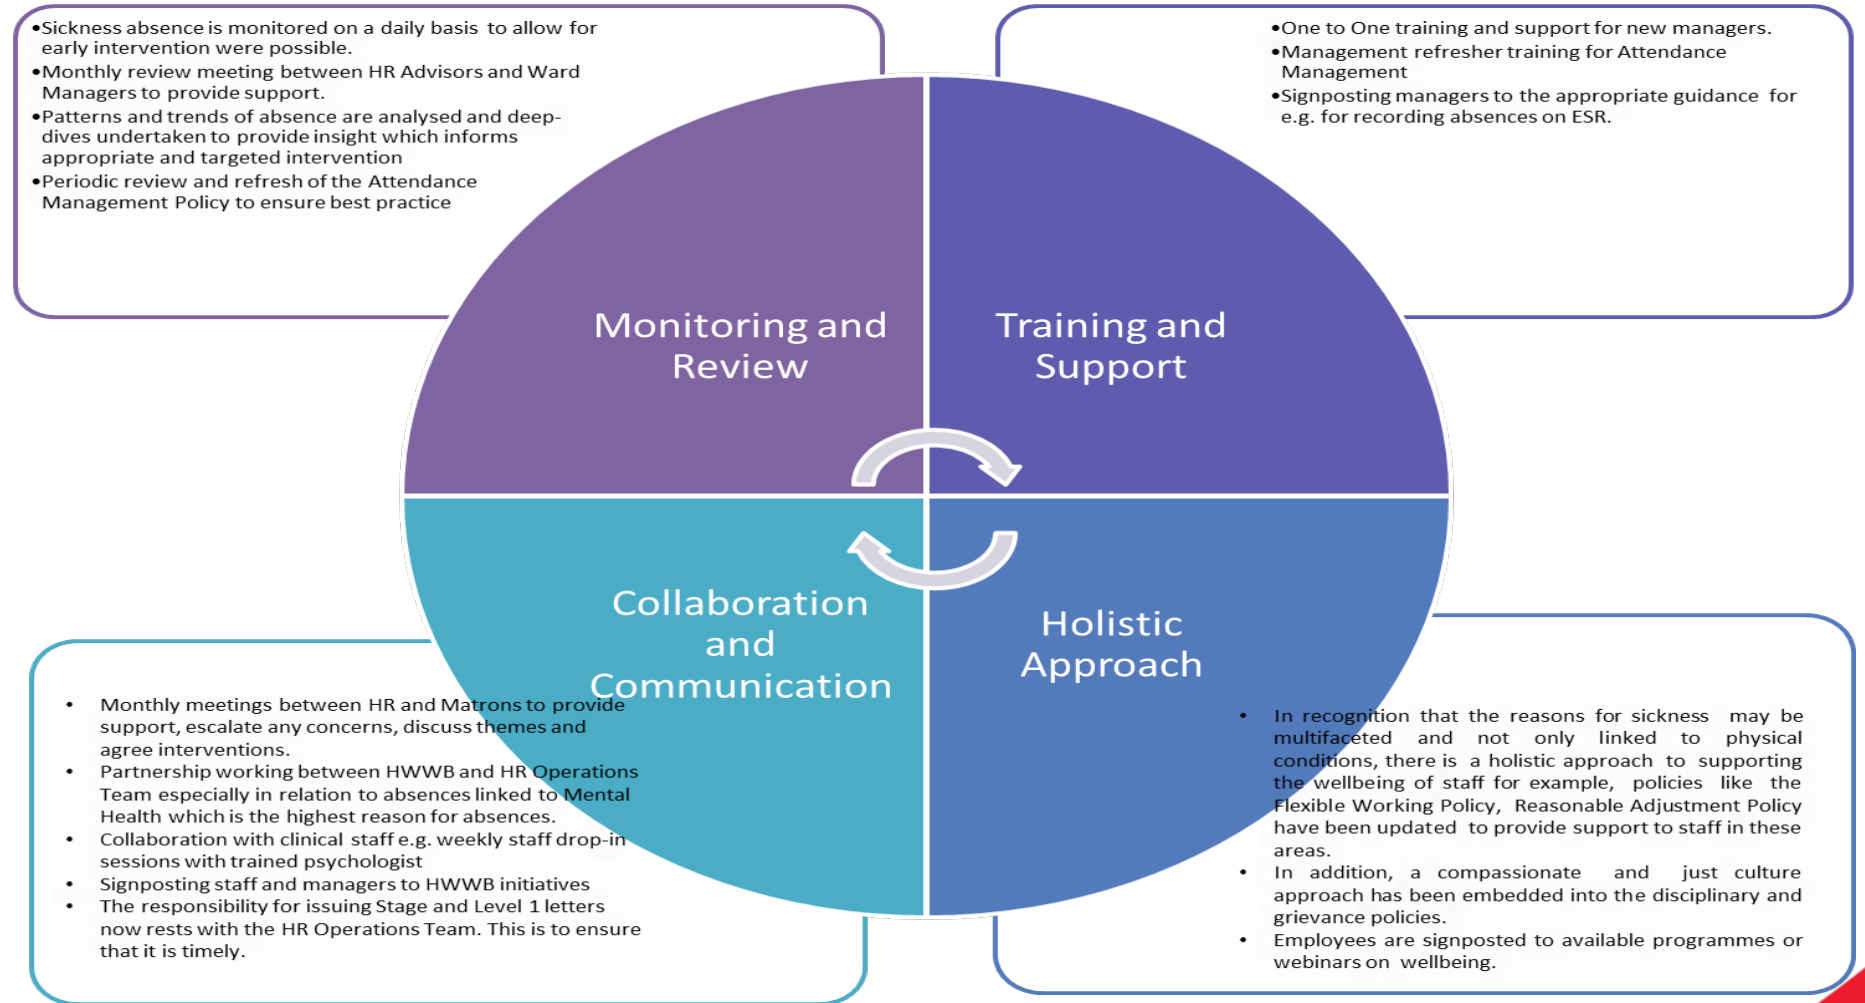 •Sickness absence is monitored on a daily basis to allow for
early intervention were possible.
•Monthly review meeting between HR Advisors and Ward
Managers to provide support.
•Patterns and trends of absence are analysed and deep-
dives undertaken to provide insight which informs
appropriate and targeted intervention
•Periodic review and refresh of the Attendance
Management Policy to ensure best practice
•One to One training and support for new managers.
•Management refresher training for Attendance
Management
•Signposting managers to the appropriate guidance for
e.g. for recording absences on ESR.
Monitoring and
Review
Training and
Support
Collaboration
and
Communication
Holistic
Approach
• Monthly meetings between HR and Matrons to provide
support, escalate any concerns, discuss themes and
agree interventions.
• Partnership working between HWWB and HR Operations
Team especially in relation to absences linked to Mental
Health which is the highest reason for absences.
• Collaboration with clinical staff e.g. weekly staff drop-in
sessions with trained psychologist
• Signposting staff and managers to HWWB initiatives
• The responsibility for issuing Stage and Level 1 letters
now rests with the HR Operations Team. This is to ensure
that it is timely.
• In recognition that the reasons for sickness may be
multifaceted and not only linked to physical
conditions, there is a holistic approach to supporting
the wellbeing of staff for example, policies like the
Flexible Working Policy, Reasonable Adjustment Policy
have been updated to provide support to staff in these
areas.
• In addition, a compassionate and just culture
approach has been embedded into the disciplinary and
grievance policies.
• Employees are signposted to available programmes or
webinars on wellbeing.